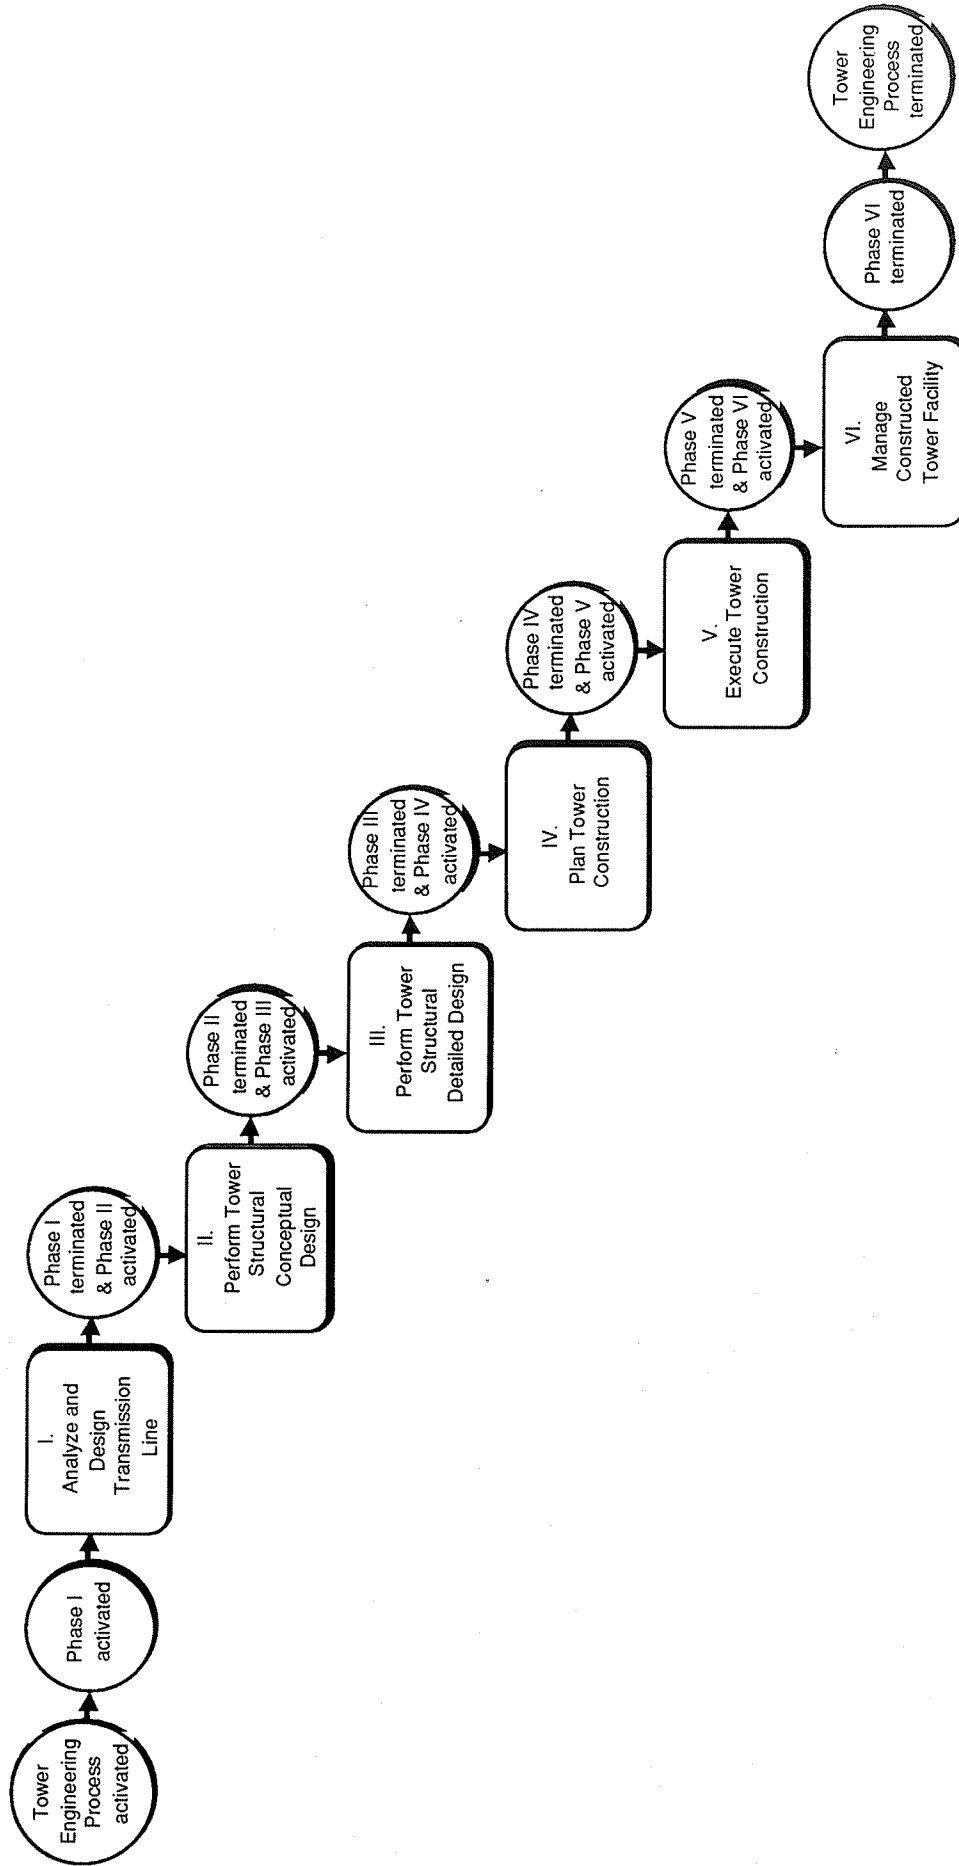 Tower
Engineering
Process
activated
Phase I
activated
I.
Analyze and
Design
Transmission
Line
Phase I
terminated
& Phase II
activated
II.
Perform Tower
Structural
Conceptual
Design
Phase II
terminated
& Phase III
activated
III.
Perform Tower
Structural
Detailed Design
Phase III
terminated
& Phase IV
activated
IV.
Plan Tower
Construction
Phase IV
terminated
& Phase V
activated
V.
Execute Tower
Construction
Phase V
terminated
& Phase VI
activated
VI.
Manage
Constructed
Tower Facility
Phase VI
terminated
Tower
Engineering
Process
terminated